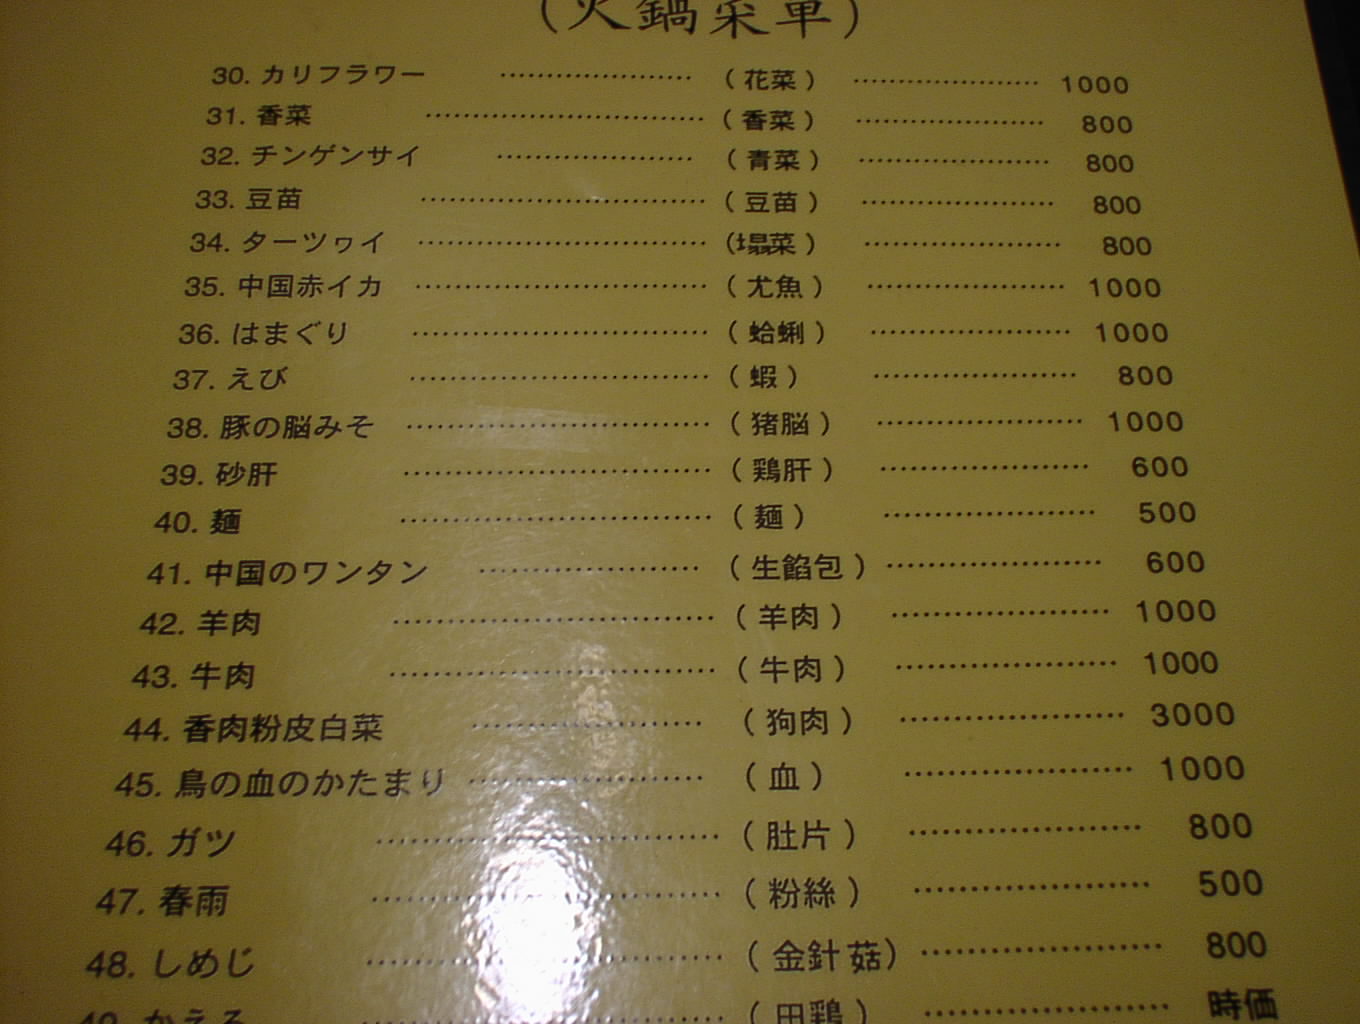 (火鍋菜單)
30. カリフラワー ………………… (花菜) ………………… 1000
31. 香菜 ………………… (香菜) ………………… 800
32. チンゲンサイ ………………… (青菜) ………………… 800
33. 豆苗 ………………… (豆苗) ………………… 800
34. ターツヮイ ………………… (塌菜) ………………… 800
35. 中国赤イカ ………………… (尤魚) ………………… 1000
36. はまぐり ………………… (蛤蜊) ………………… 1000
37. えび ………………… (蝦) ………………… 800
38. 豚の脳みそ ………………… (猪脳) ………………… 1000
39. 砂肝 ………………… (鶏肝) ………………… 600
40. 麺 ………………… (麺) ………………… 500
41. 中国のワンタン ………………… (生餡包) ………………… 600
42. 羊肉 ………………… (羊肉) ………………… 1000
43. 牛肉 ………………… (牛肉) ………………… 1000
44. 香肉粉皮白菜 ………………… (狗肉) ………………… 3000
45. 鳥の血のかたまり ………………… (血) ………………… 1000
46. ガツ ………………… (肚片) ………………… 800
47. 春雨 ………………… (粉絲) ………………… 500
48. しめじ ………………… (金針菇) ………………… 800
49. かえる ………………… (田鶏) ………………… 時価